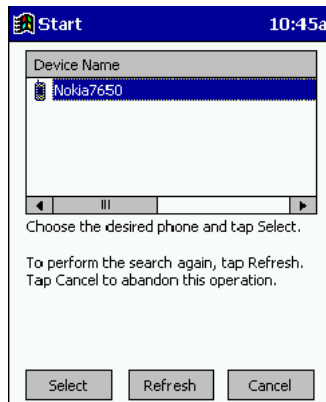 Start 10:45a
Device Name
Nokia7650
Choose the desired phone and tap Select.
To perform the search again, tap Refresh.
Tap Cancel to abandon this operation.
Select Refresh Cancel